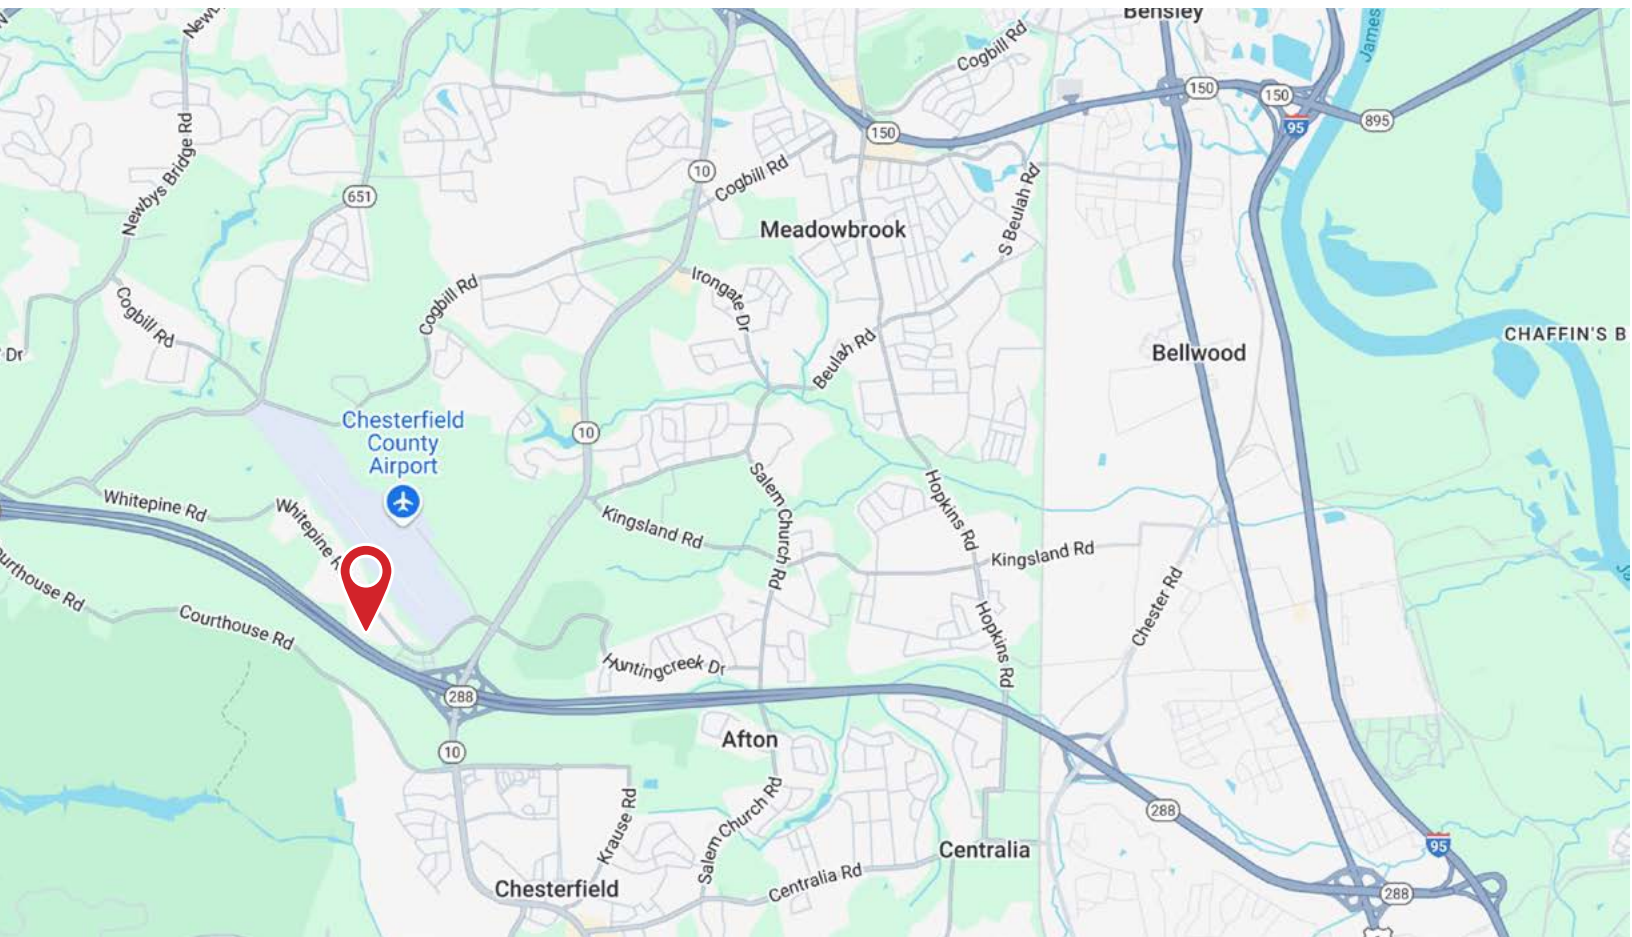 Bensley
James
Cogbill Rd
150
150
895
95
Newbys Bridge Rd
150
10
Cogbill Rd
651
S Beulah Rd
Meadowbrook
Irongate Dr
Cogbill Rd
Cogbill Rd
CHAFFIN'S B
Dr
Beulah Rd
Bellwood
Chesterfield
County
Airport
10
Salem Church Rd
Hopkins Rd
Whitepine Rd
Whitepine R
Kingsland Rd
Kingsland Rd
Chester Rd
ourthouse Rd
Courthouse Rd
Hopkins Rd
Huntingcreek Dr
288
Afton
10
Krause Rd
Salem Church Rd
288
95
Centralia
Centralia Rd
Chesterfield
288